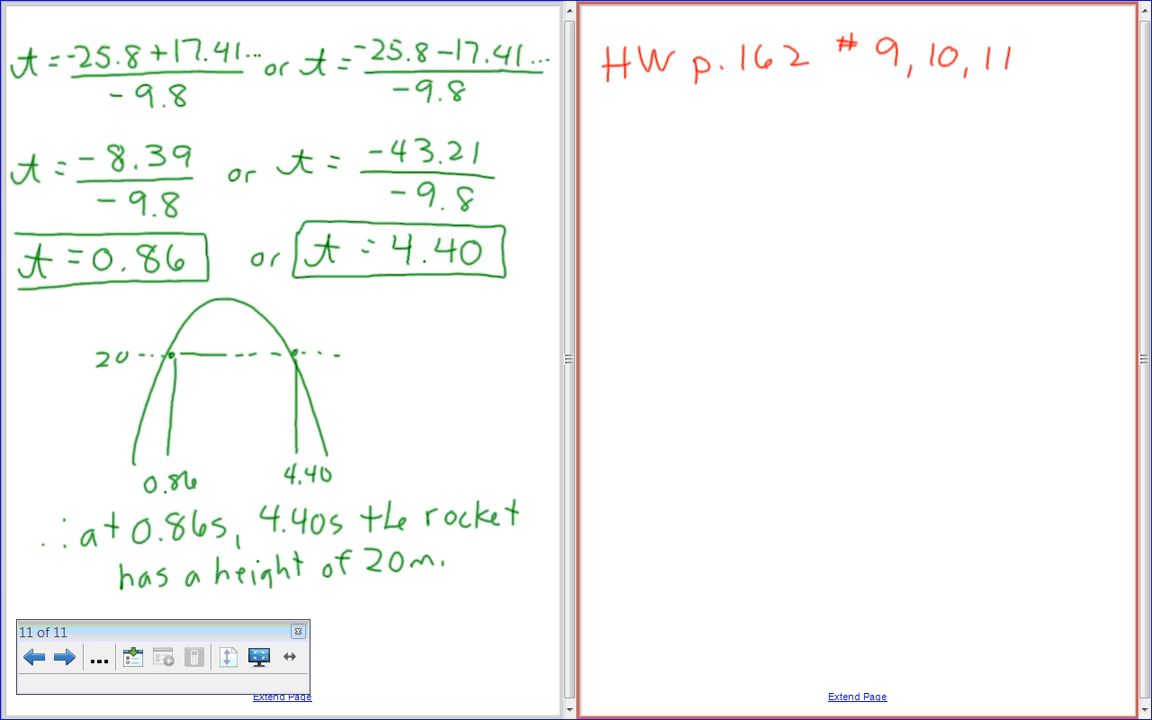 t = -25.8+17.41... / -9.8 or t = -25.8-17.41... / -9.8
t = -8.39 / -9.8 or t = -43.21 / -9.8
t = 0.86 or t = 4.40
20
0.86 4.40
∴ at 0.86s, 4.40s the rocket
has a height of 20m.
11 of 11
...
Extend Page
HW p.162 # 9, 10, 11
Extend Page